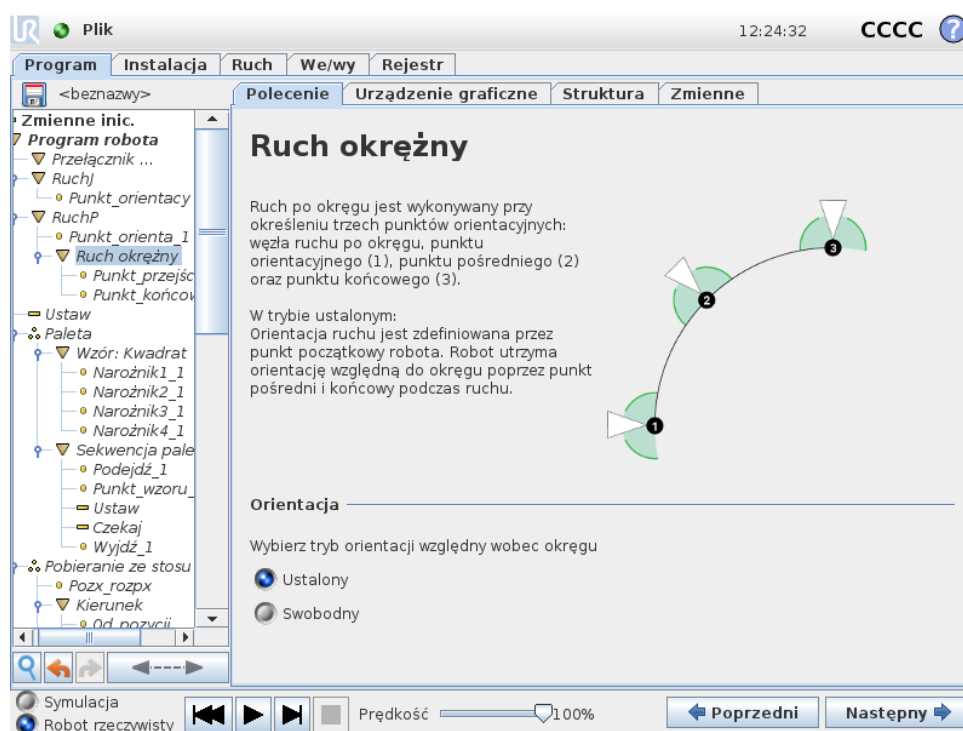 Plik
12:24:32
CCCC
?
Program Instalacja Ruch We/wy Rejestr
<beznazwy>
Polecenie Urządzenie graficzne Struktura Zmienne
Zmienne inic.
Program robota
Przełącznik ...
RuchJ
Punkt_orientacy
RuchP
Punkt_orienta_1
Ruch okrężny
Punkt_przejśc
Punkt_końcow
Ustaw
Paleta
Wzór: Kwadrat
Narożnik1_1
Narożnik2_1
Narożnik3_1
Narożnik4_1
Sekwencja pale
Podejdź_1
Punkt_wzoru_
Ustaw
Czekaj
Wyjdź_1
Pobieranie ze stosu
Pozx_rozpx
Kierunek
Od_pozycji
Ruch okrężny
Ruch po okręgu jest wykonywany przy
określeniu trzech punktów orientacyjnych:
węzła ruchu po okręgu, punktu
orientacyjnego (1), punktu pośredniego (2)
oraz punktu końcowego (3).
W trybie ustalonym:
Orientacja ruchu jest zdefiniowana przez
punkt początkowy robota. Robot utrzyma
orientację względną do okręgu poprzez punkt
pośredni i końcowy podczas ruchu.
3
2
1
Orientacja
Wybierz tryb orientacji względny wobec okręgu
Ustalony
Swobodny
Symulacja
Robot rzeczywisty
Prędkość 100%
Poprzedni
Następny